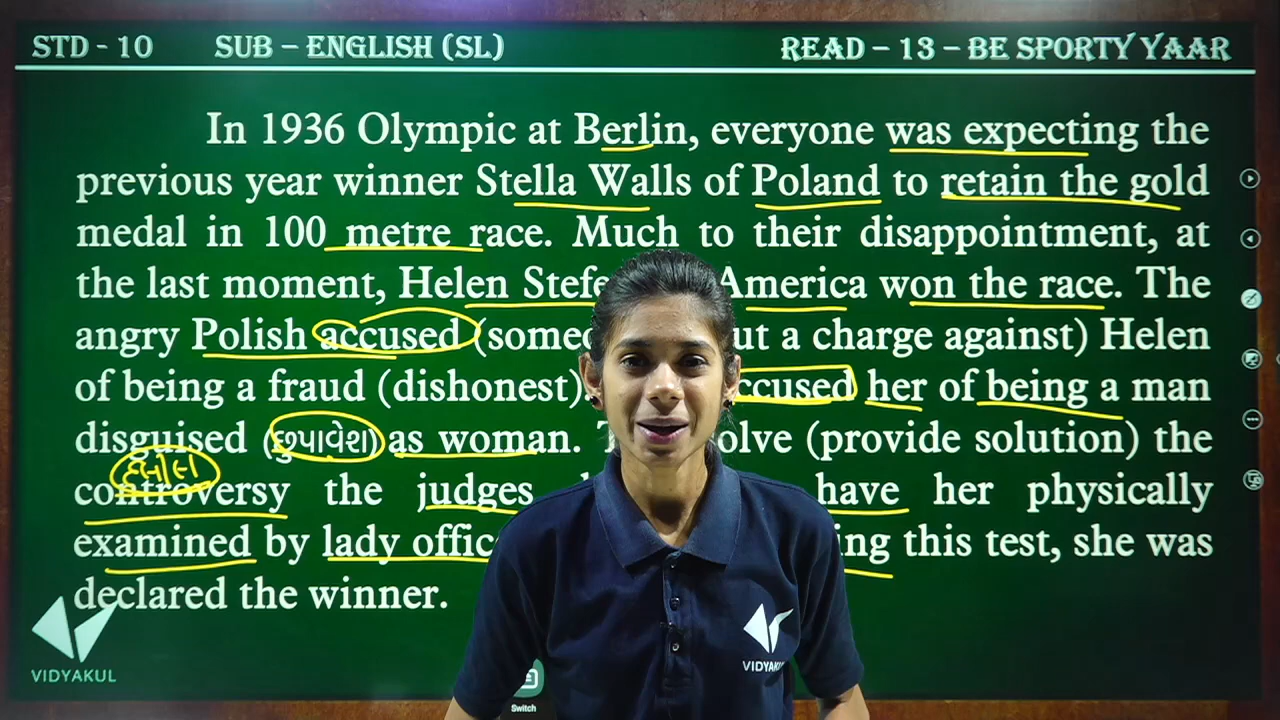 STD - 10 SUB – ENGLISH (SL) READ – 13 – BE SPORTY YAAR
In 1936 Olympic at Berlin, everyone was expecting the
previous year winner Stella Walls of Poland to retain the gold
medal in 100 metre race. Much to their disappointment, at
the last moment, Helen Stefe America won the race. The
angry Polish accused (some ut a charge against) Helen
of being a fraud (dishonest). ccused her of being a man
disguised (છુપાવેશ) as woman. T olve (provide solution) the
controversy the judges have her physically
examined by lady offic ing this test, she was
declared the winner.
VIDYAKUL
VIDYAKUL
Switch